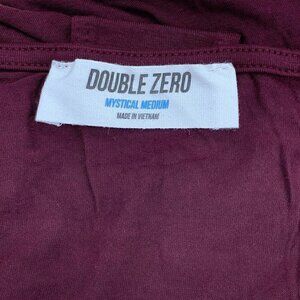 DOUBLE ZERO
MYSTICAL MEDIUM
MADE IN VIETNAM